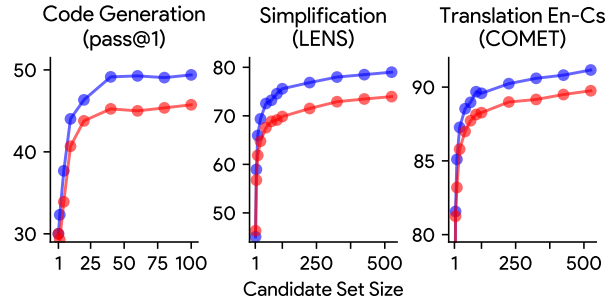 Code Generation
(pass@1)
Simplification
(LENS)
Translation En-Cs
(COMET)
50
40
30
1 25 50 75 100
80
70
60
50
1 250 500
90
85
80
1 250 500
Candidate Set Size